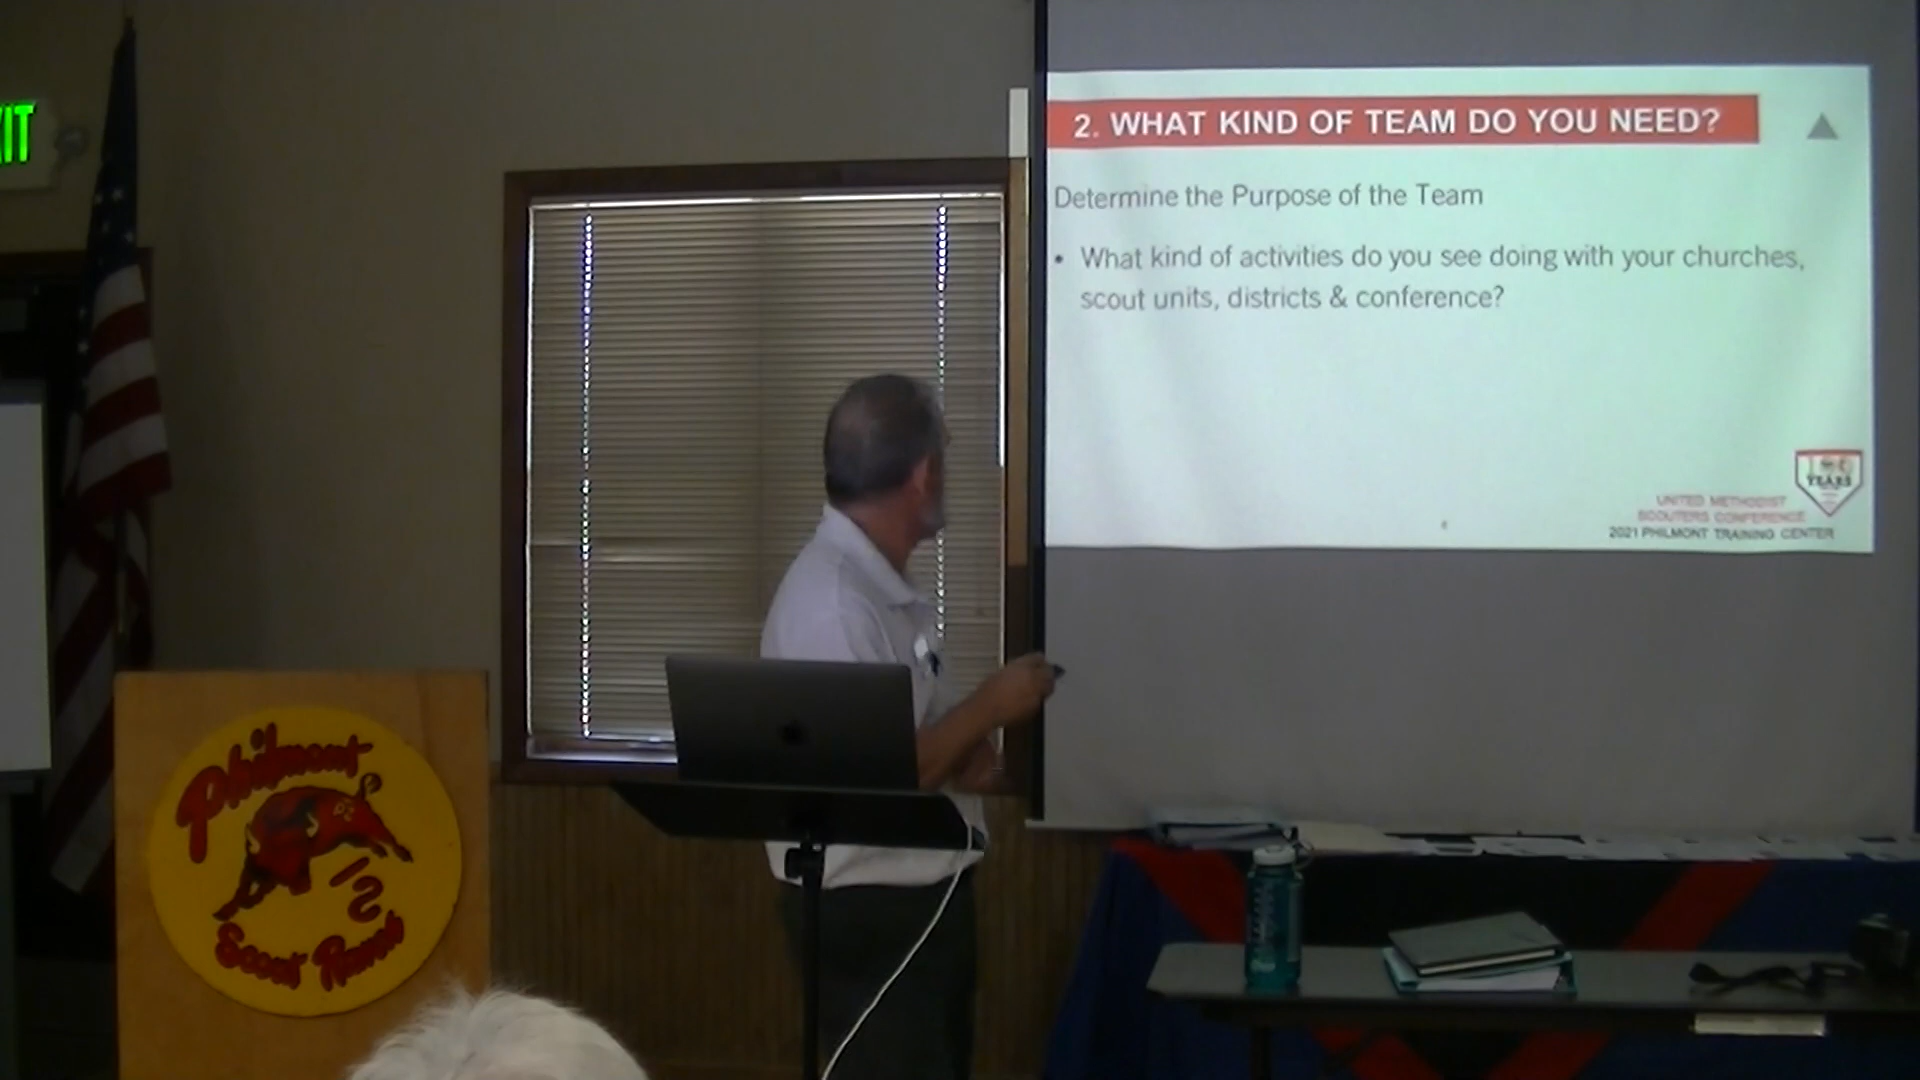 XIT
2. WHAT KIND OF TEAM DO YOU NEED?
Determine the Purpose of the Team
• What kind of activities do you see doing with your churches,
scout units, districts & conference?
YEARS
UNITED METHODIST
SCOUTERS CONFERENCE
2021 PHILMONT TRAINING CENTER
Philmont
Scout Ranch